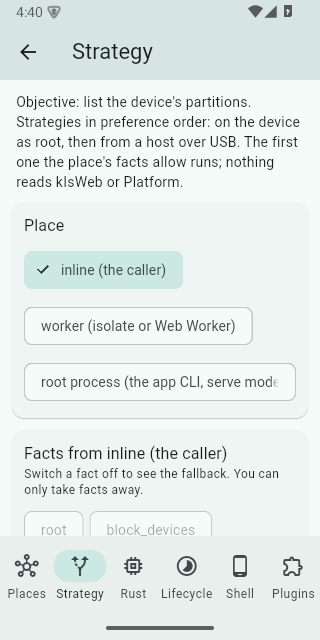 4:40
Strategy
Objective: list the device's partitions.
Strategies in preference order: on the device
as root, then from a host over USB. The first
one the place's facts allow runs; nothing
reads kIsWeb or Platform.
Place
inline (the caller)
worker (isolate or Web Worker)
root process (the app CLI, serve mode
Facts from inline (the caller)
Switch a fact off to see the fallback. You can
only take facts away.
root
block_devices
Places
Strategy
Rust
Lifecycle
Shell
Plugins